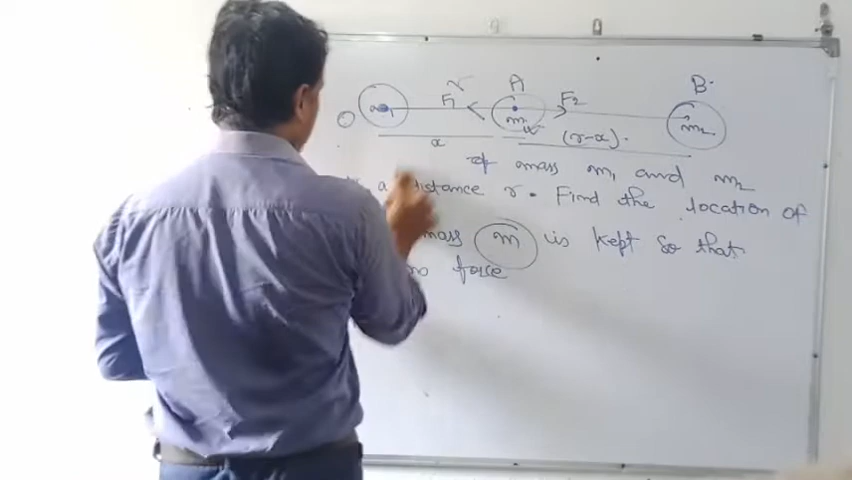 r A B
O m₁ F₁ m F₂ m₂
x (r-x).
of mass m₁ and m₂
a distance r. Find the location of
mass m is kept so that
no force